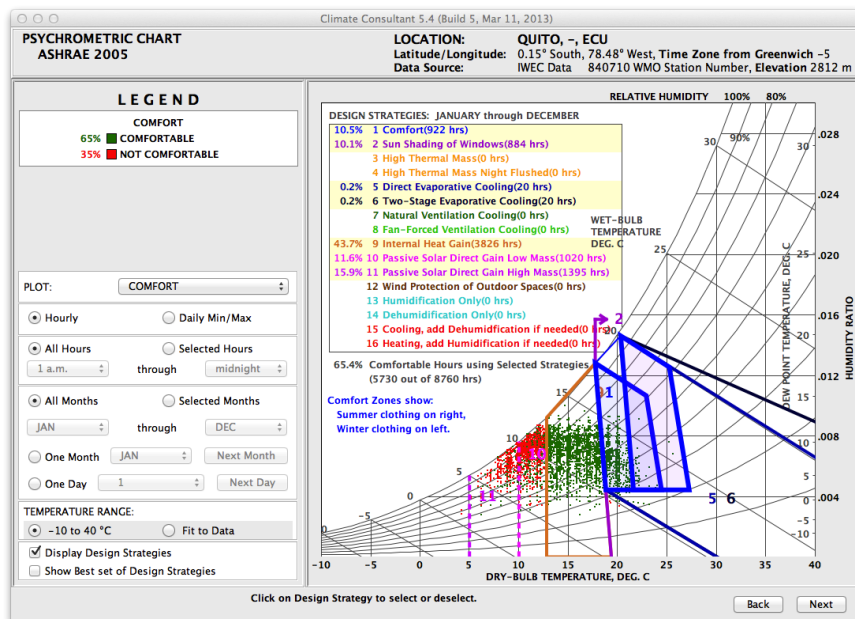 Climate Consultant 5.4 (Build 5, Mar 11, 2013)
PSYCHROMETRIC CHART
ASHRAE 2005
LOCATION: QUITO, -, ECU
Latitude/Longitude: 0.15° South, 78.48° West, Time Zone from Greenwich -5
Data Source: IWEC Data 840710 WMO Station Number, Elevation 2812 m
LEGEND
COMFORT
65% COMFORTABLE
35% NOT COMFORTABLE
PLOT: COMFORT
Hourly Daily Min/Max
All Hours Selected Hours
1 a.m. through midnight
All Months Selected Months
JAN through DEC
One Month JAN Next Month
One Day 1 Next Day
TEMPERATURE RANGE:
-10 to 40 °C Fit to Data
Display Design Strategies
Show Best set of Design Strategies
RELATIVE HUMIDITY 100% 80%
90%
DESIGN STRATEGIES: JANUARY through DECEMBER
10.5% 1 Comfort(922 hrs)
10.1% 2 Sun Shading of Windows(884 hrs)
3 High Thermal Mass(0 hrs)
4 High Thermal Mass Night Flushed(0 hrs)
0.2% 5 Direct Evaporative Cooling(20 hrs)
0.2% 6 Two-Stage Evaporative Cooling(20 hrs)
7 Natural Ventilation Cooling(0 hrs)
8 Fan-Forced Ventilation Cooling(0 hrs)
43.7% 9 Internal Heat Gain(3826 hrs)
11.6% 10 Passive Solar Direct Gain Low Mass(1020 hrs)
15.9% 11 Passive Solar Direct Gain High Mass(1395 hrs)
12 Wind Protection of Outdoor Spaces(0 hrs)
13 Humidification Only(0 hrs)
14 Dehumidification Only(0 hrs)
15 Cooling, add Dehumidfication if needed(0 hrs)
16 Heating, add Humidification if needed(0 hrs)
65.4% Comfortable Hours using Selected Strategies
(5730 out of 8760 hrs)
Comfort Zones show:
Summer clothing on right,
Winter clothing on left.
WET-BULB
TEMPERATURE
DEG. C
30
25
20
15
10
5
0
-5
2
1
10
11
5 6
DEW POINT TEMPERATURE, DEG. C
30
25
20
15
10
5
0
-5
-10
HUMIDITY RATIO
.028
.024
.020
.016
.012
.008
.004
-10 -5 0 5 10 15 20 25 30 35 40
DRY-BULB TEMPERATURE, DEG. C
Click on Design Strategy to select or deselect.
Back Next